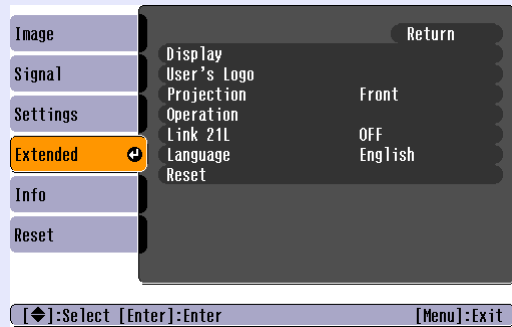 Image
Signal
Settings
Extended
Info
Reset
Return
Display
User's Logo
Projection Front
Operation
Link 21L OFF
Language English
Reset
[◆]:Select [Enter]:Enter [Menu]:Exit